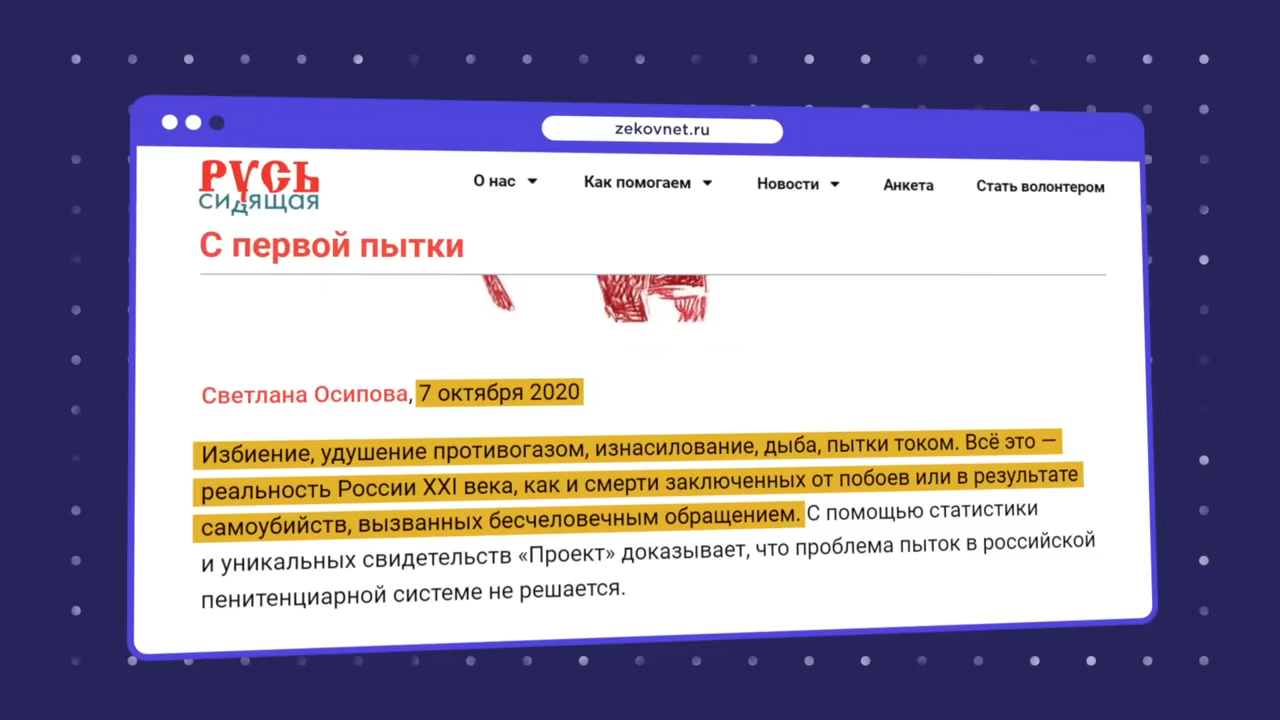 zekovnet.ru
РУСЬ
сидящая
О нас
Как помогаем
Новости
Анкета
Стать волонтером
С первой пытки
Светлана Осипова, 7 октября 2020
Избиение, удушение противогазом, изнасилование, дыба, пытки током. Всё это —
реальность России XXI века, как и смерти заключенных от побоев или в результате
самоубийств, вызванных бесчеловечным обращением. С помощью статистики
и уникальных свидетельств «Проект» доказывает, что проблема пыток в российской
пенитенциарной системе не решается.